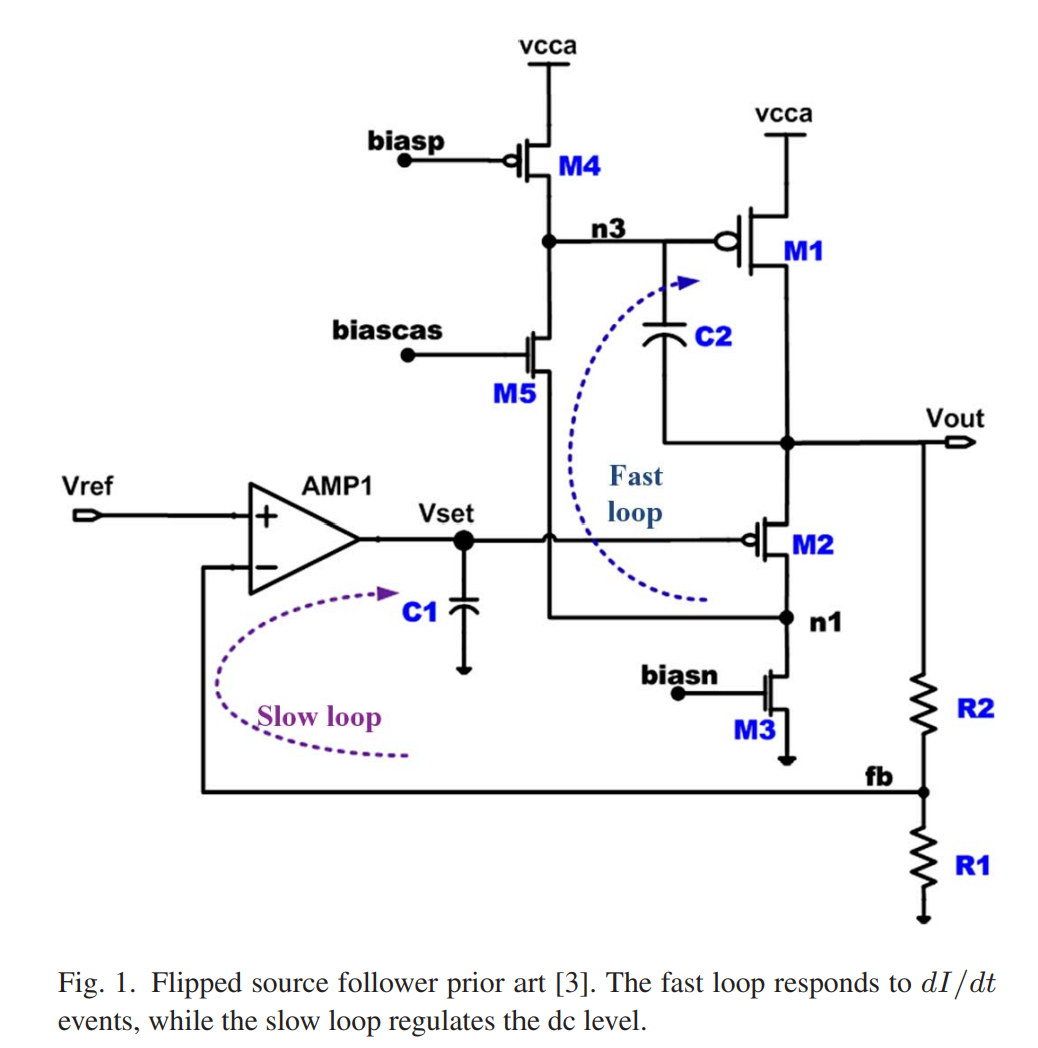 vcca
vcca
biasp
M4
n3
M1
biascas
C2
M5
Vout
Vref
AMP1
Vset
Fast
loop
+
−
M2
C1
n1
biasn
Slow loop
M3
R2
fb
R1
Fig. 1. Flipped source follower prior art [3]. The fast loop responds to dI/dt
events, while the slow loop regulates the dc level.